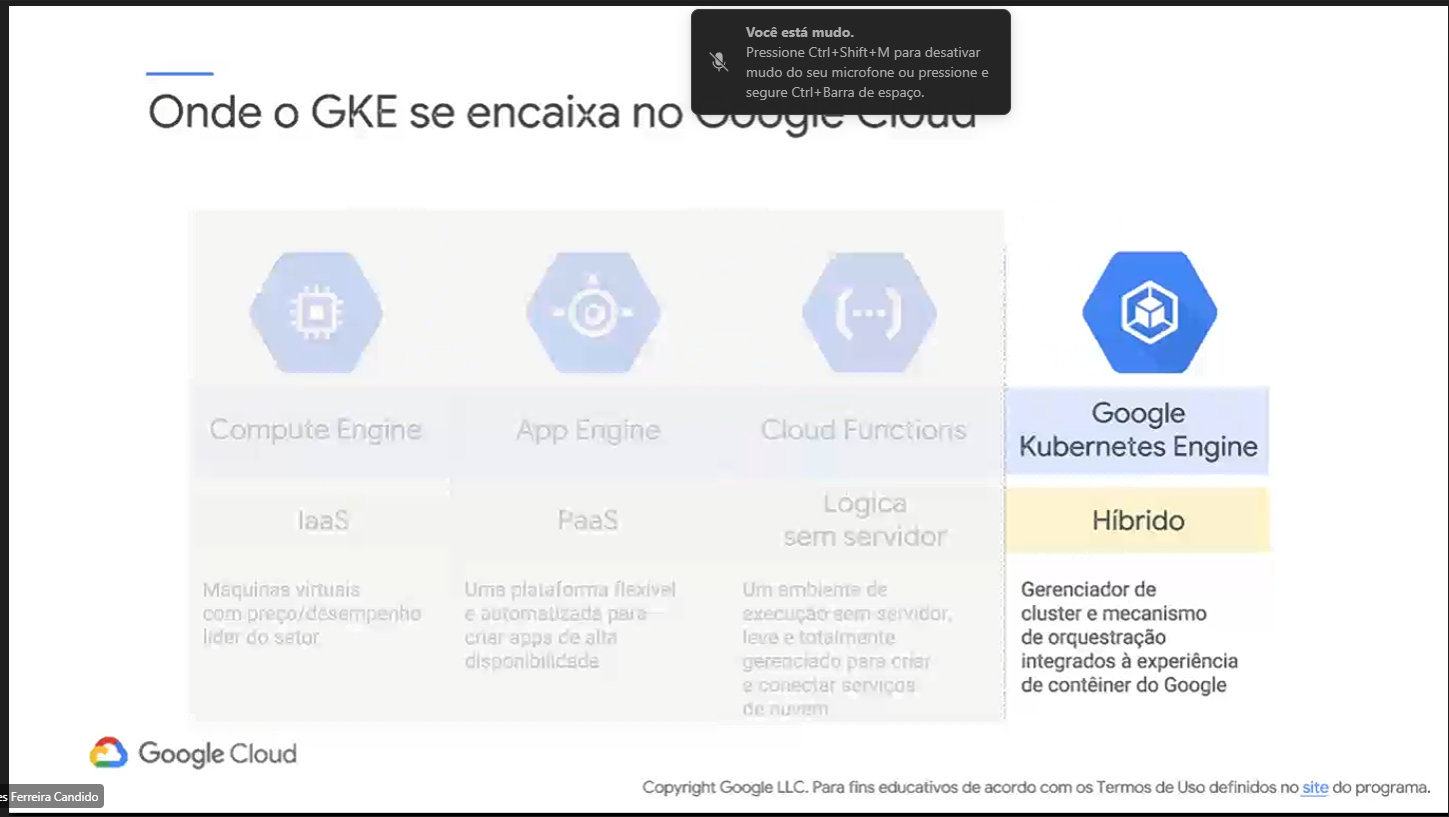 Você está mudo.
Pressione Ctrl+Shift+M para desativar
mudo do seu microfone ou pressione e
segure Ctrl+Barra de espaço.
Onde o GKE se encaixa no Google Cloud
Compute Engine
IaaS
Máquinas virtuais
com preço/desempenho
líder do setor
App Engine
PaaS
Uma plataforma flexível
e automatizada para
criar apps de alta
disponibilidade
Cloud Functions
Lógica
sem servidor
Um ambiente de
execução sem servidor,
leve e totalmente
gerenciado para criar
e conectar serviços
de nuvem
Google
Kubernetes Engine
Híbrido
Gerenciador de
cluster e mecanismo
de orquestração
integrados à experiência
de contêiner do Google
Google Cloud
es Ferreira Candido
Copyright Google LLC. Para fins educativos de acordo com os Termos de Uso definidos no site do programa.